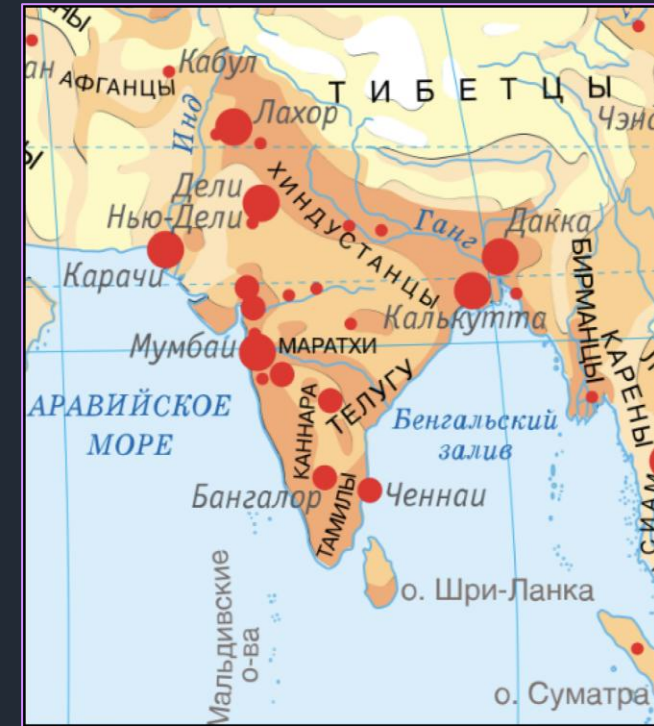 Кабул
АФГАНЦЫ
ТИБЕТЦЫ
Инд
Лахор
Дели
Нью-Дели
ХИНДУСТАНЦЫ
Ганг
Дакка
Карачи
Калькутта
БИРМАНЦЫ
КАРЕНЫ
Мумбаи
МАРАТХИ
ТЕЛУГУ
КАННАРА
АРАВИЙСКОЕ
МОРЕ
Бенгальский
залив
Бангалор
ТАМИЛЫ
Ченнаи
Мальдивские
о-ва
о. Шри-Ланка
о. Суматра